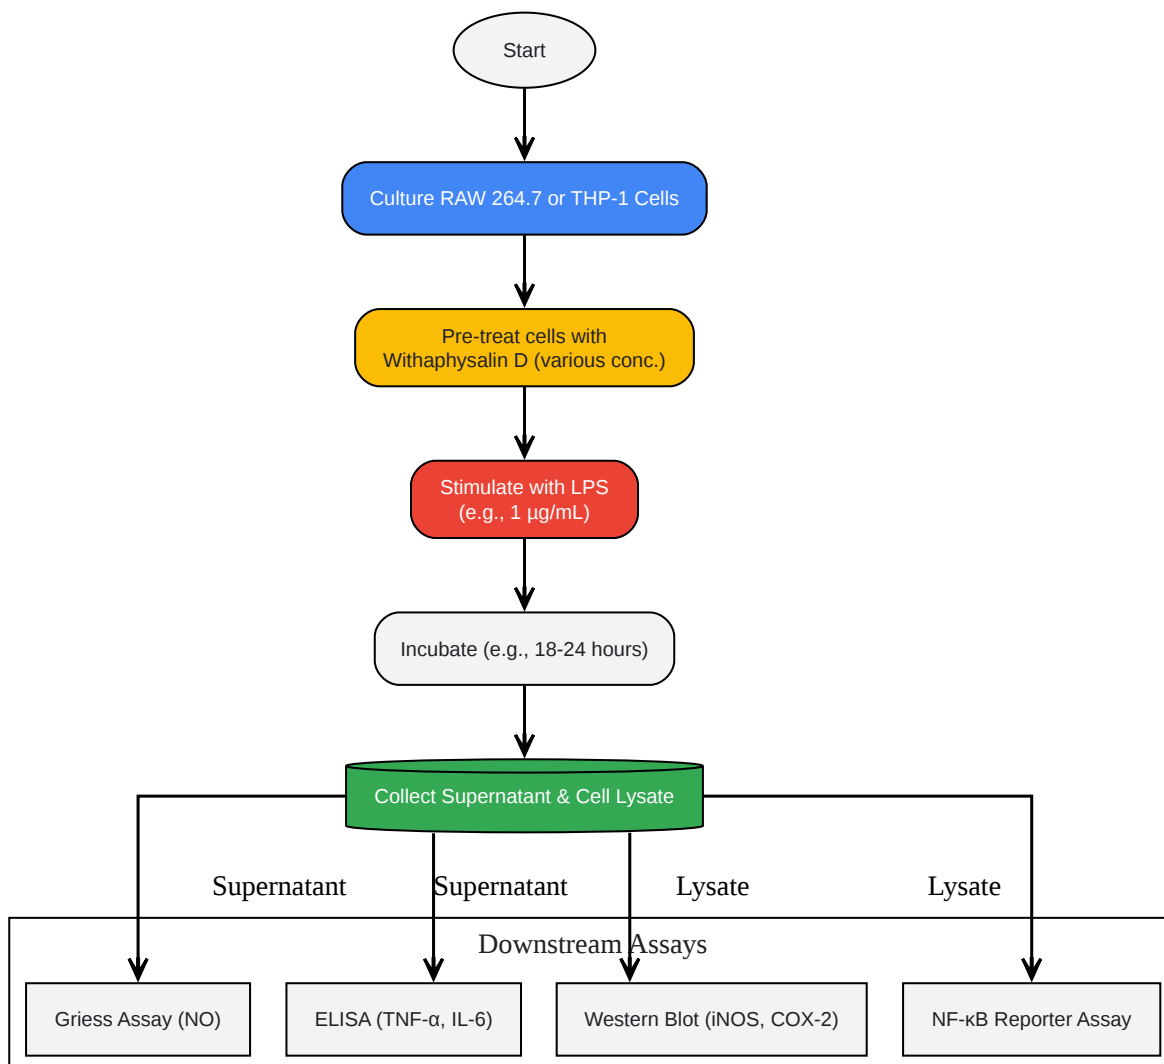 Start
Culture RAW 264.7 or THP-1 Cells
Pre-treat cells with
Withaphysalin D (various conc.)
Stimulate with LPS
(e.g., 1 µg/mL)
Incubate (e.g., 18-24 hours)
Collect Supernatant & Cell Lysate
Supernatant
Supernatant
Lysate
Lysate
Downstream Assays
Griess Assay (NO)
ELISA (TNF-α, IL-6)
Western Blot (iNOS, COX-2)
NF-κB Reporter Assay